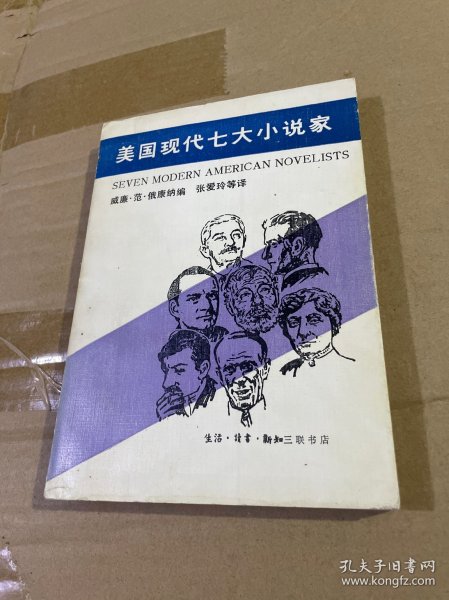 美国现代七大小说家
SEVEN MODERN AMERICAN NOVELISTS
威廉·范·俄康纳编 张爱玲等译
生活·读书·新知三联书店
孔夫子旧书网
www.kongfz.com